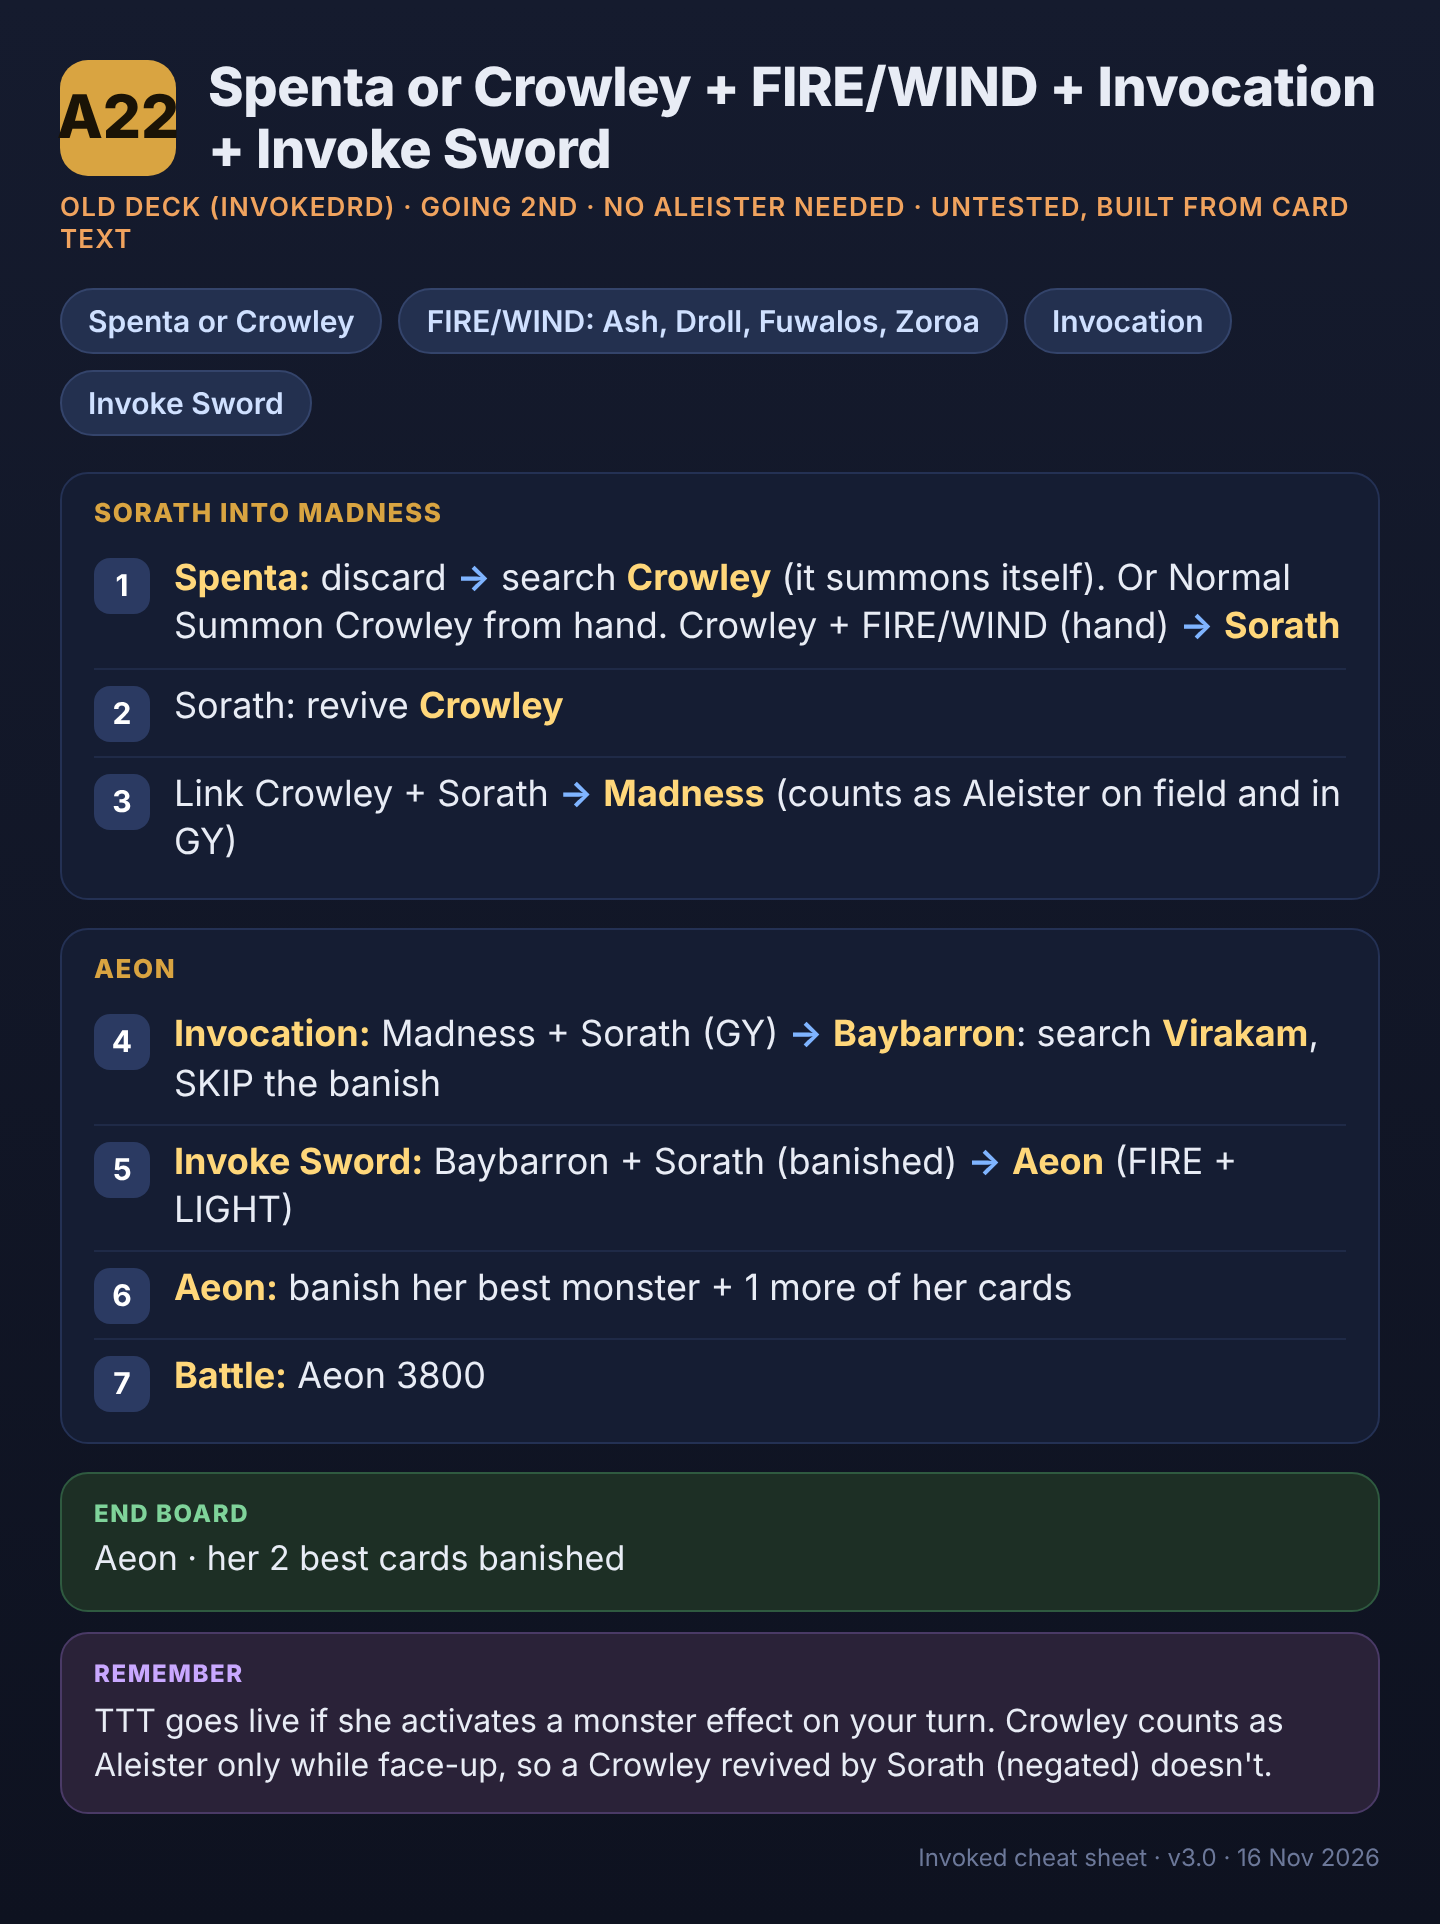 A22
Spenta or Crowley + FIRE/WIND + Invocation
+ Invoke Sword
OLD DECK (INVOKEDRD) · GOING 2ND · NO ALEISTER NEEDED · UNTESTED, BUILT FROM CARD
TEXT
Spenta or Crowley
FIRE/WIND: Ash, Droll, Fuwalos, Zoroa
Invocation
Invoke Sword
SORATH INTO MADNESS
1 Spenta: discard → search Crowley (it summons itself). Or Normal
Summon Crowley from hand. Crowley + FIRE/WIND (hand) → Sorath
2 Sorath: revive Crowley
3 Link Crowley + Sorath → Madness (counts as Aleister on field and in
GY)
AEON
4 Invocation: Madness + Sorath (GY) → Baybarron: search Virakam,
SKIP the banish
5 Invoke Sword: Baybarron + Sorath (banished) → Aeon (FIRE +
LIGHT)
6 Aeon: banish her best monster + 1 more of her cards
7 Battle: Aeon 3800
END BOARD
Aeon · her 2 best cards banished
REMEMBER
TTT goes live if she activates a monster effect on your turn. Crowley counts as
Aleister only while face-up, so a Crowley revived by Sorath (negated) doesn't.
Invoked cheat sheet · v3.0 · 16 Nov 2026